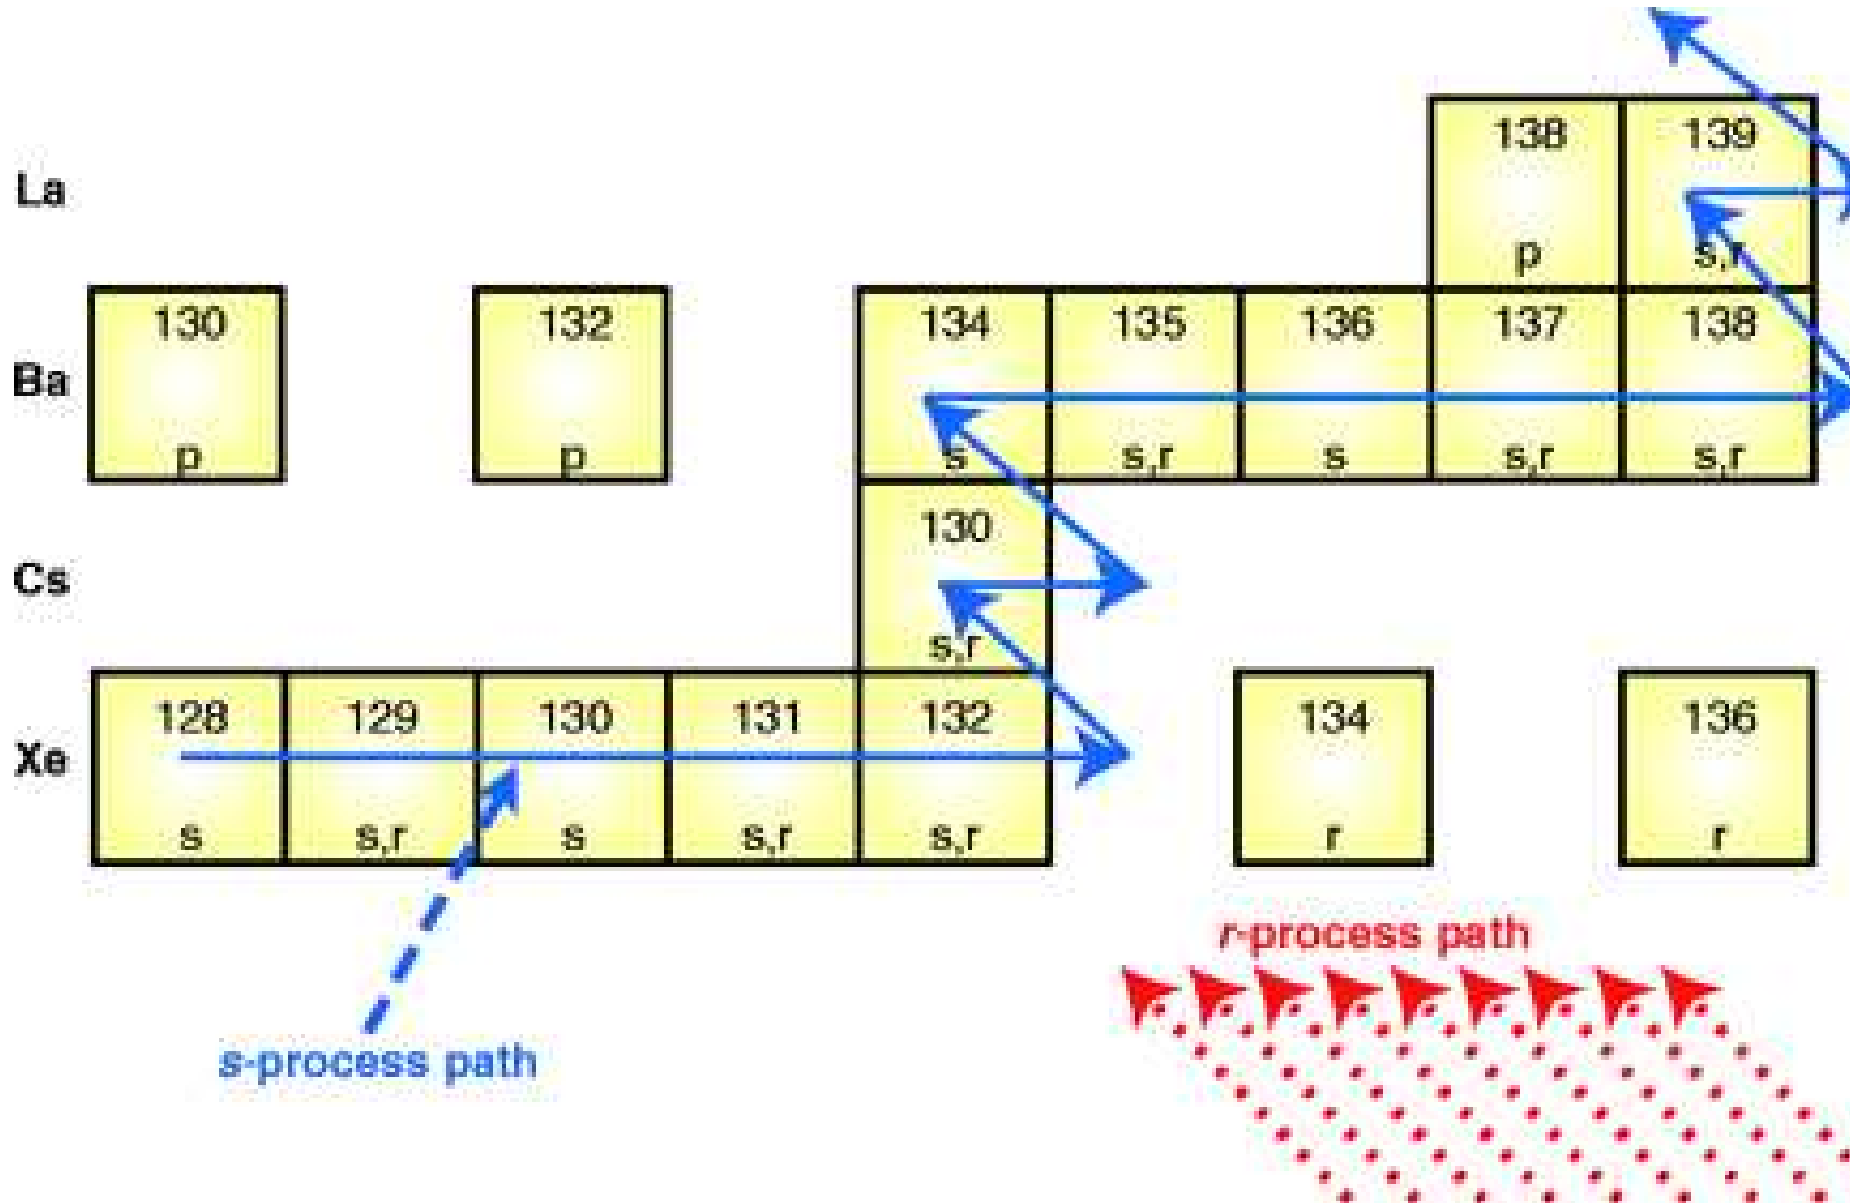 138 139
La
p s,r
130 132 134 135 136 137 138
Ba
p p s s,r s s,r s,r
130
Cs
s,r
128 129 130 131 132 134 136
Xe
s s,r s s,r s,r r r
r-process path
s-process path